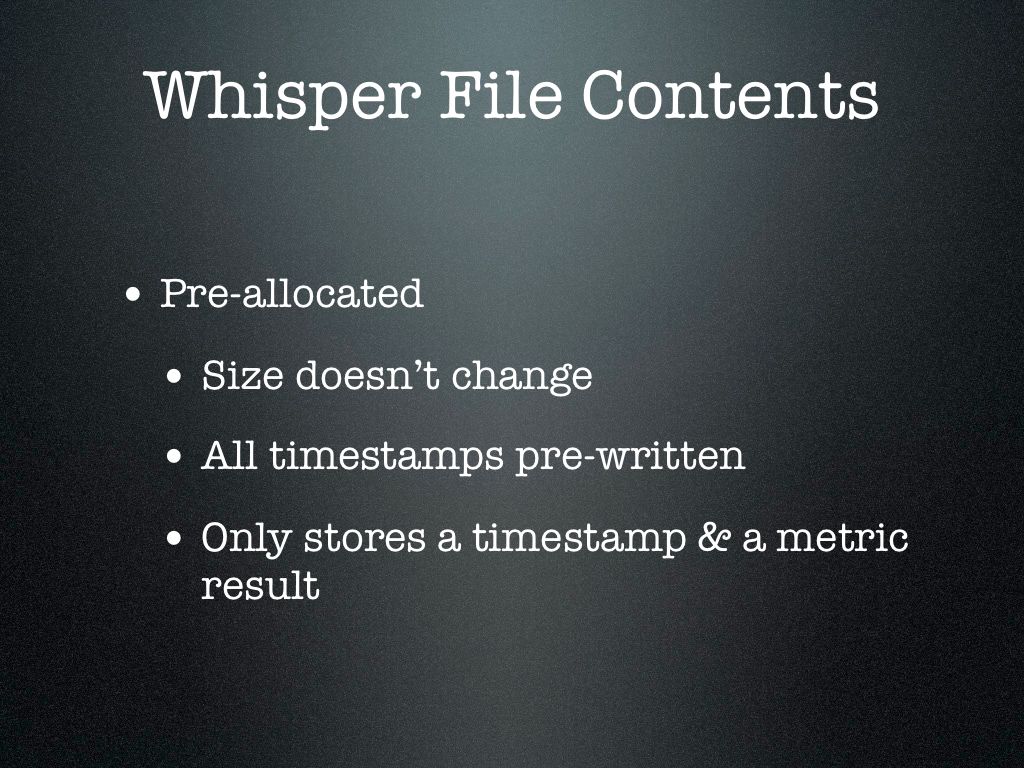 Whisper File Contents
• Pre-allocated
• Size doesn’t change
• All timestamps pre-written
• Only stores a timestamp & a metric
result